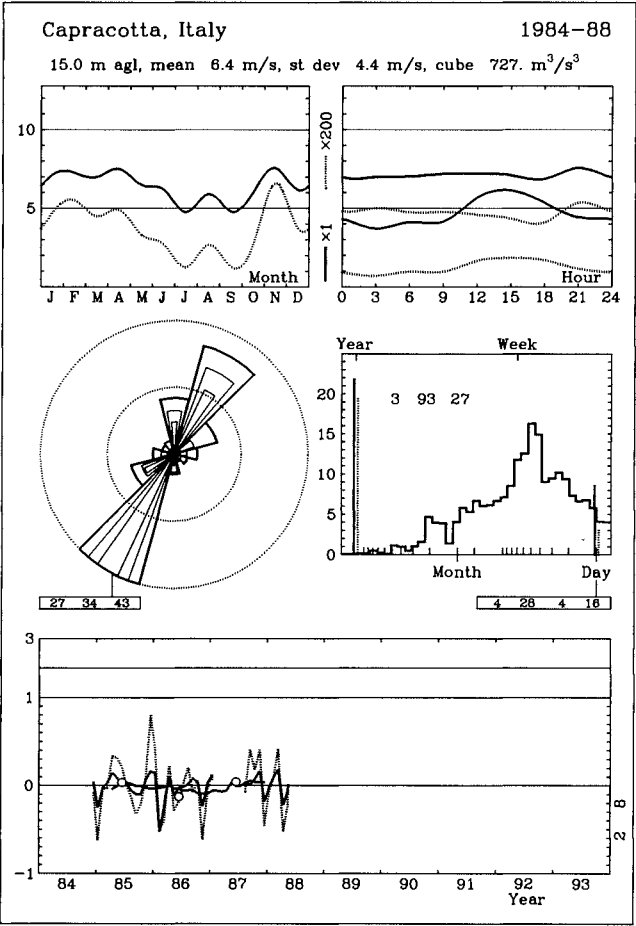 Capracotta, Italy 1984-88
15.0 m agl, mean 6.4 m/s, st dev 4.4 m/s, cube 727. m³/s³
10
5
J F M A M J J A S O N D
Month
×1 ×200
0 3 6 9 12 15 18 21 24
Hour
27 34 43
Year Week
20
15
10
5
0
3 93 27
Month Day
4 28 4 16
3
1
0
-1
84 85 86 87 88 89 90 91 92 93
Year
2 8